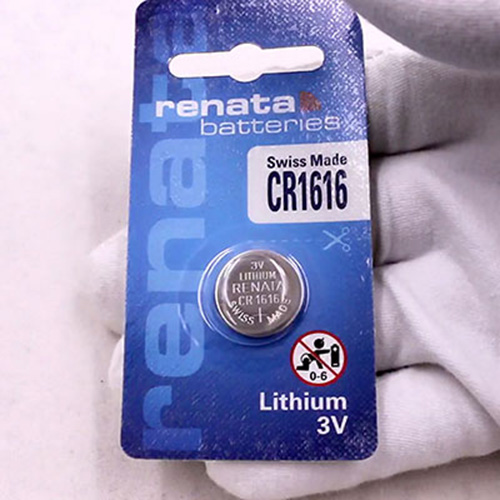 renata
renata
batteries
Swiss Made
CR1616
3V
LITHIUM
RENATA
CR 1616
SWISS + MADE
0-6
Lithium
3V